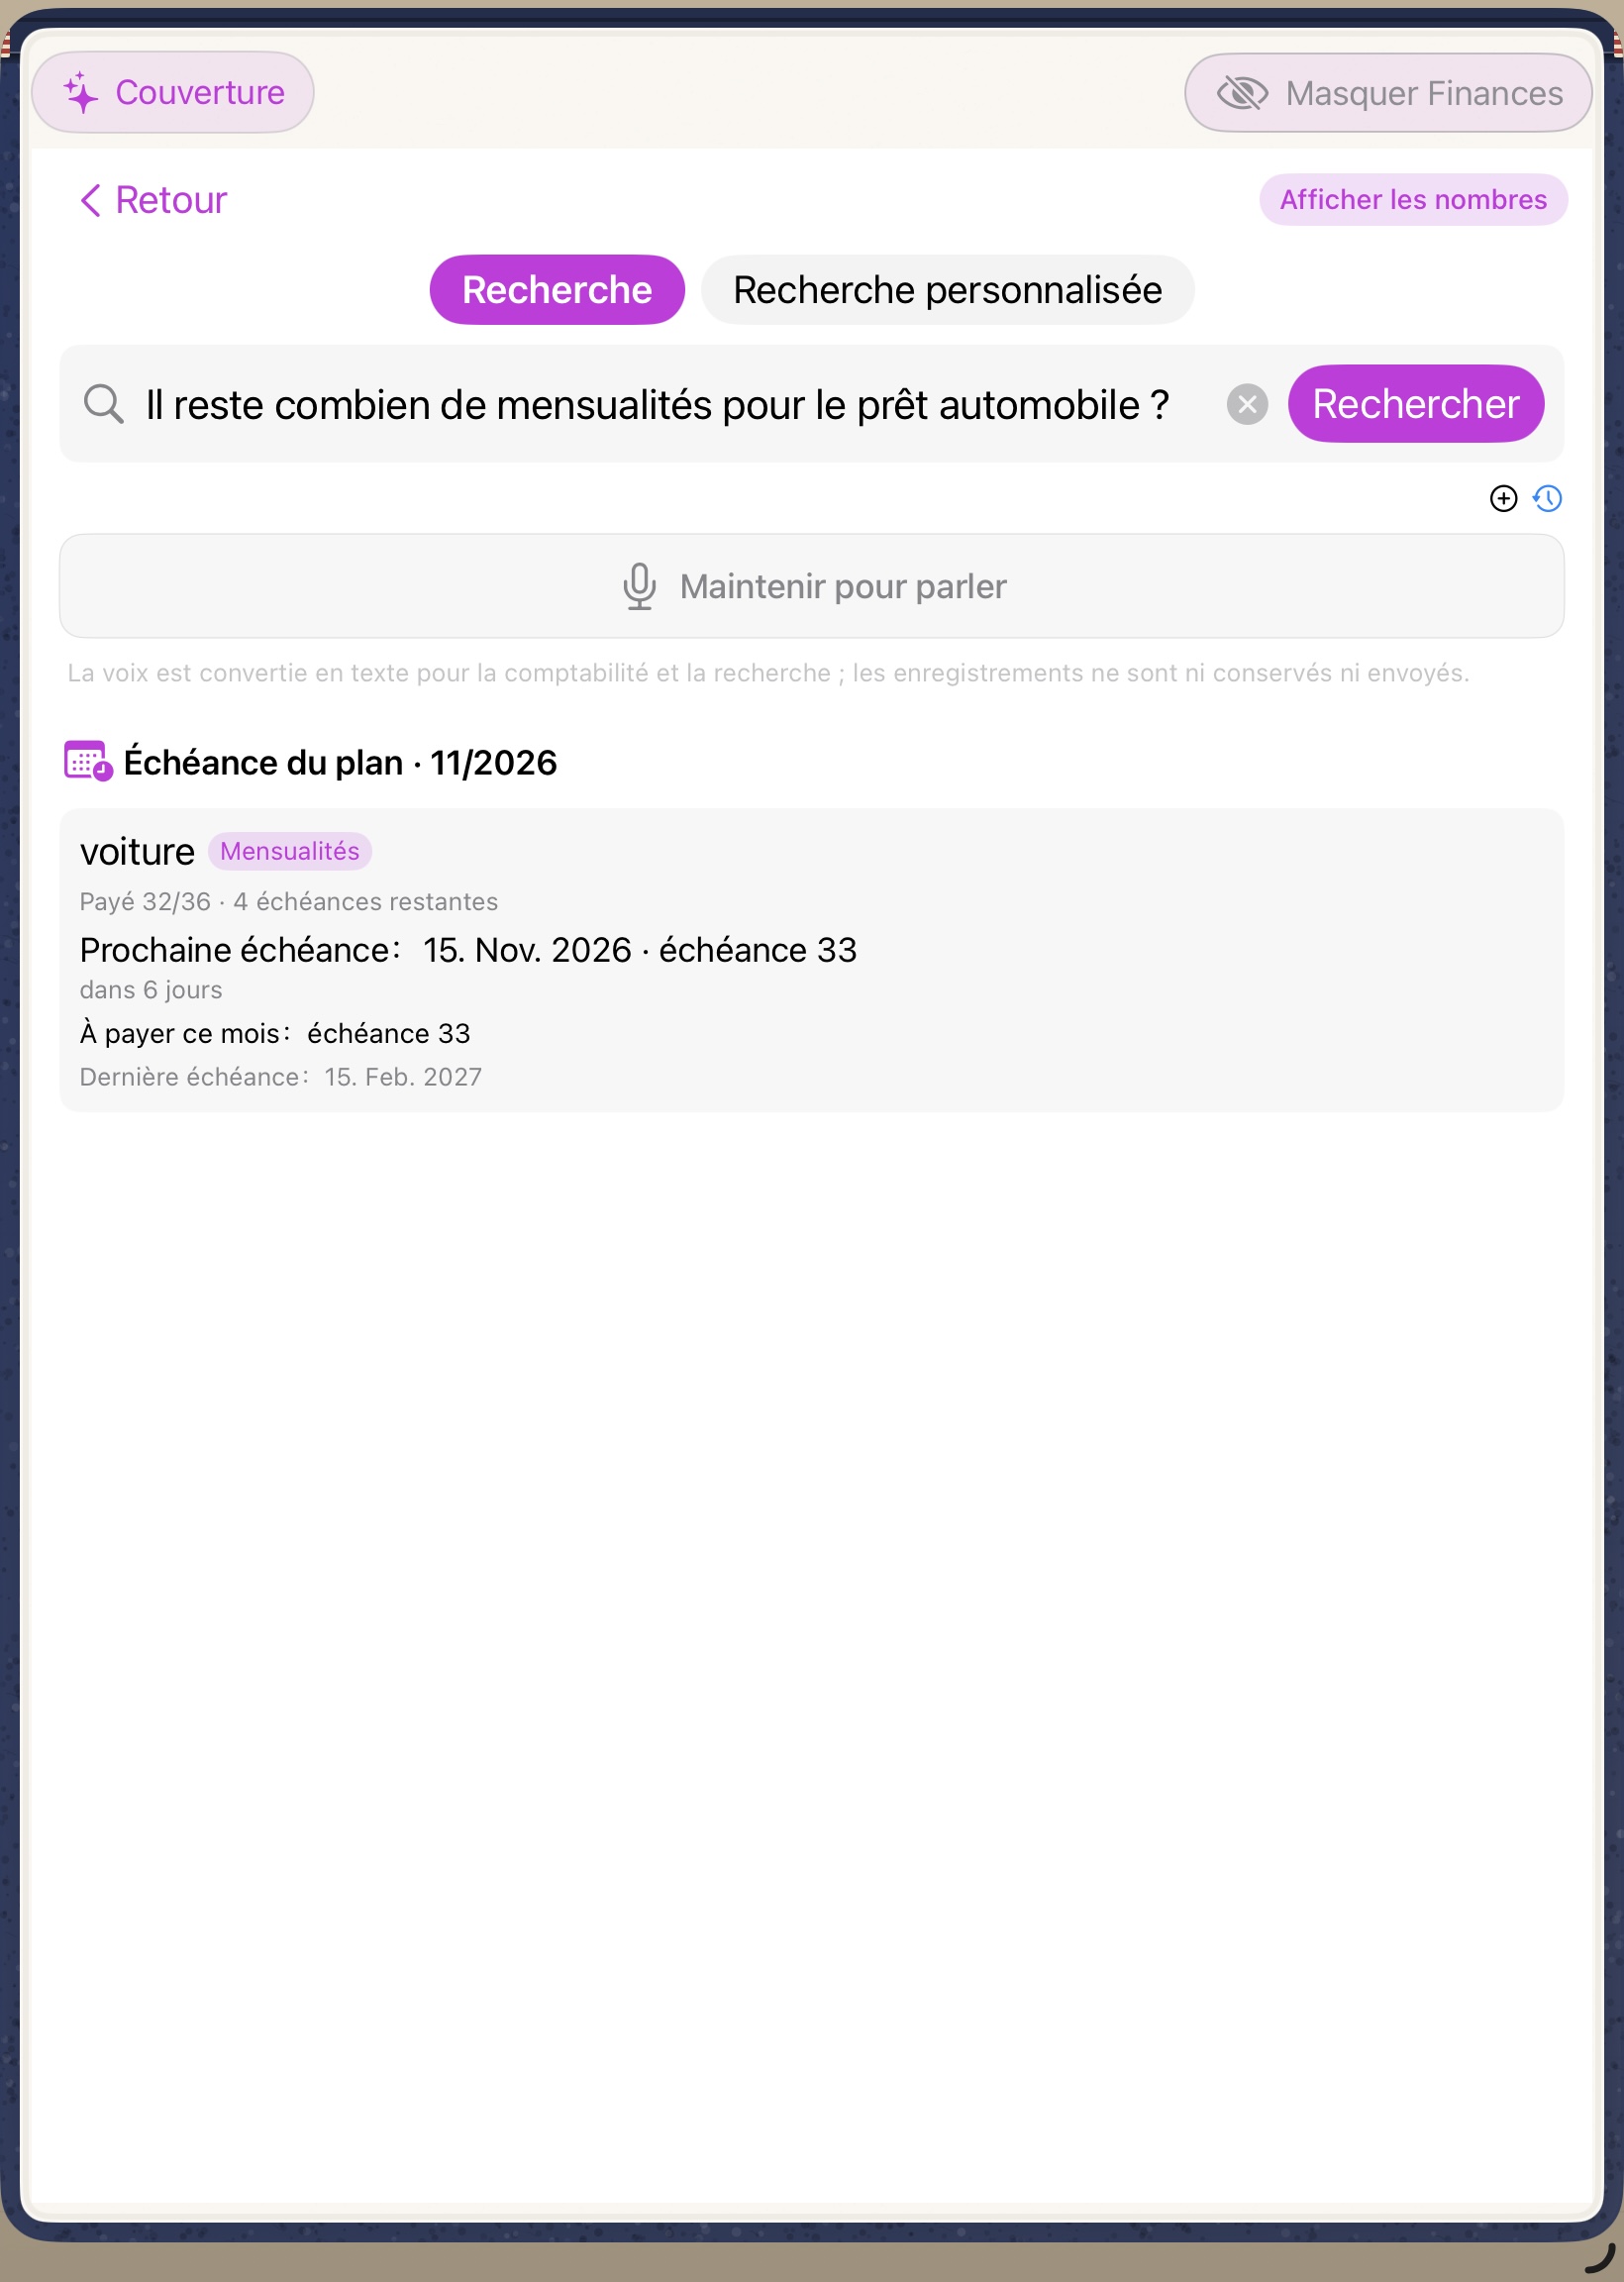 Couverture
Masquer Finances
Retour
Afficher les nombres
Recherche
Recherche personnalisée
Il reste combien de mensualités pour le prêt automobile ?
Rechercher
Maintenir pour parler
La voix est convertie en texte pour la comptabilité et la recherche ; les enregistrements ne sont ni conservés ni envoyés.
Échéance du plan · 11/2026
voiture
Mensualités
Payé 32/36 · 4 échéances restantes
Prochaine échéance： 15. Nov. 2026 · échéance 33
dans 6 jours
À payer ce mois： échéance 33
Dernière échéance： 15. Feb. 2027